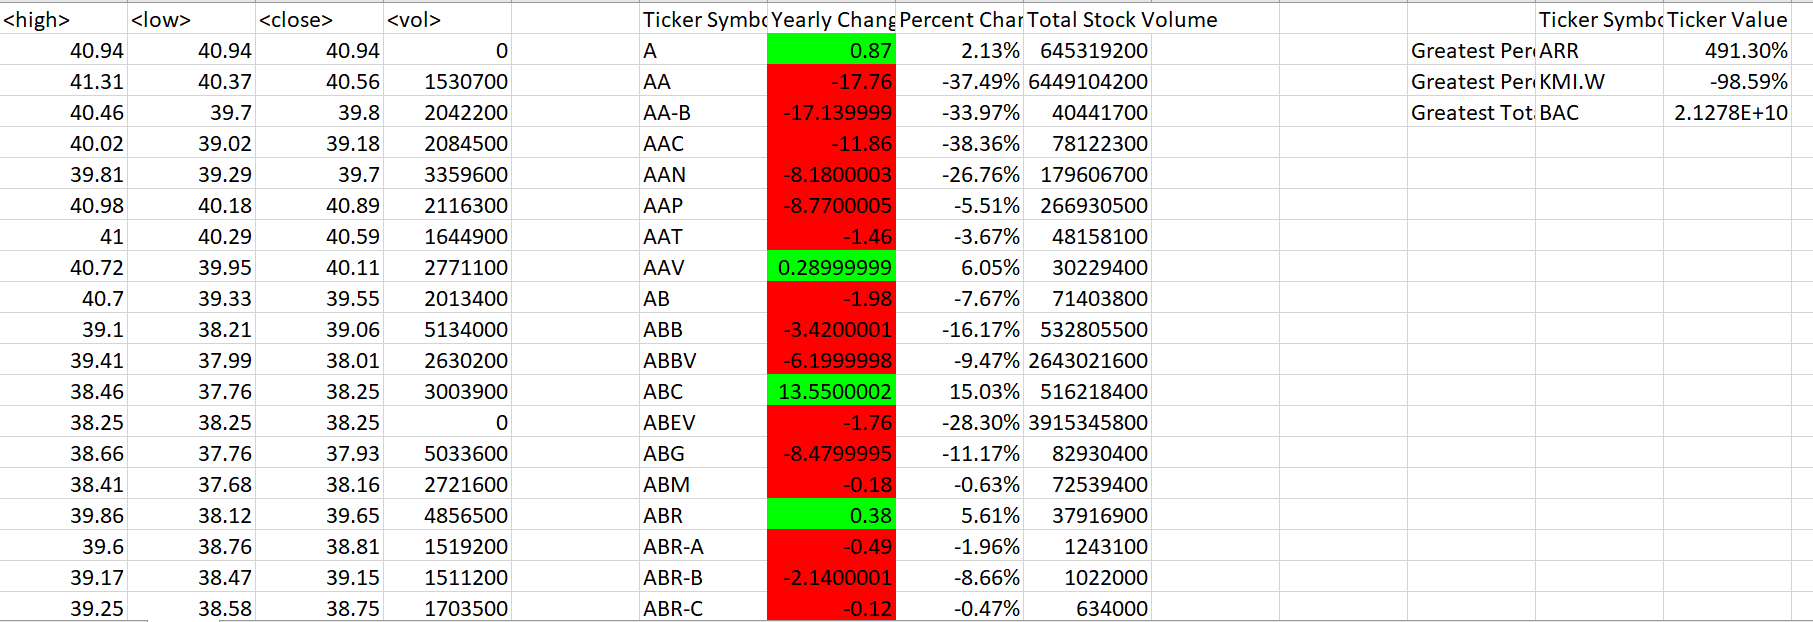 <high> <low> <close> <vol> Ticker Symbo Yearly Chang Percent Char Total Stock Volume Ticker Symbo Ticker Value
40.94 40.94 40.94 0 A 0.87 2.13% 645319200 Greatest Per ARR 491.30%
41.31 40.37 40.56 1530700 AA -17.76 -37.49% 6449104200 Greatest Per KMI.W -98.59%
40.46 39.7 39.8 2042200 AA-B -17.139999 -33.97% 40441700 Greatest Tot BAC 2.1278E+10
40.02 39.02 39.18 2084500 AAC -11.86 -38.36% 78122300
39.81 39.29 39.7 3359600 AAN -8.1800003 -26.76% 179606700
40.98 40.18 40.89 2116300 AAP -8.7700005 -5.51% 266930500
41 40.29 40.59 1644900 AAT -1.46 -3.67% 48158100
40.72 39.95 40.11 2771100 AAV 0.28999999 6.05% 30229400
40.7 39.33 39.55 2013400 AB -1.98 -7.67% 71403800
39.1 38.21 39.06 5134000 ABB -3.4200001 -16.17% 532805500
39.41 37.99 38.01 2630200 ABBV -6.1999998 -9.47% 2643021600
38.46 37.76 38.25 3003900 ABC 13.5500002 15.03% 516218400
38.25 38.25 38.25 0 ABEV -1.76 -28.30% 3915345800
38.66 37.76 37.93 5033600 ABG -8.4799995 -11.17% 82930400
38.41 37.68 38.16 2721600 ABM -0.18 -0.63% 72539400
39.86 38.12 39.65 4856500 ABR 0.38 5.61% 37916900
39.6 38.76 38.81 1519200 ABR-A -0.49 -1.96% 1243100
39.17 38.47 39.15 1511200 ABR-B -2.1400001 -8.66% 1022000
39.25 38.58 38.75 1703500 ABR-C -0.12 -0.47% 634000